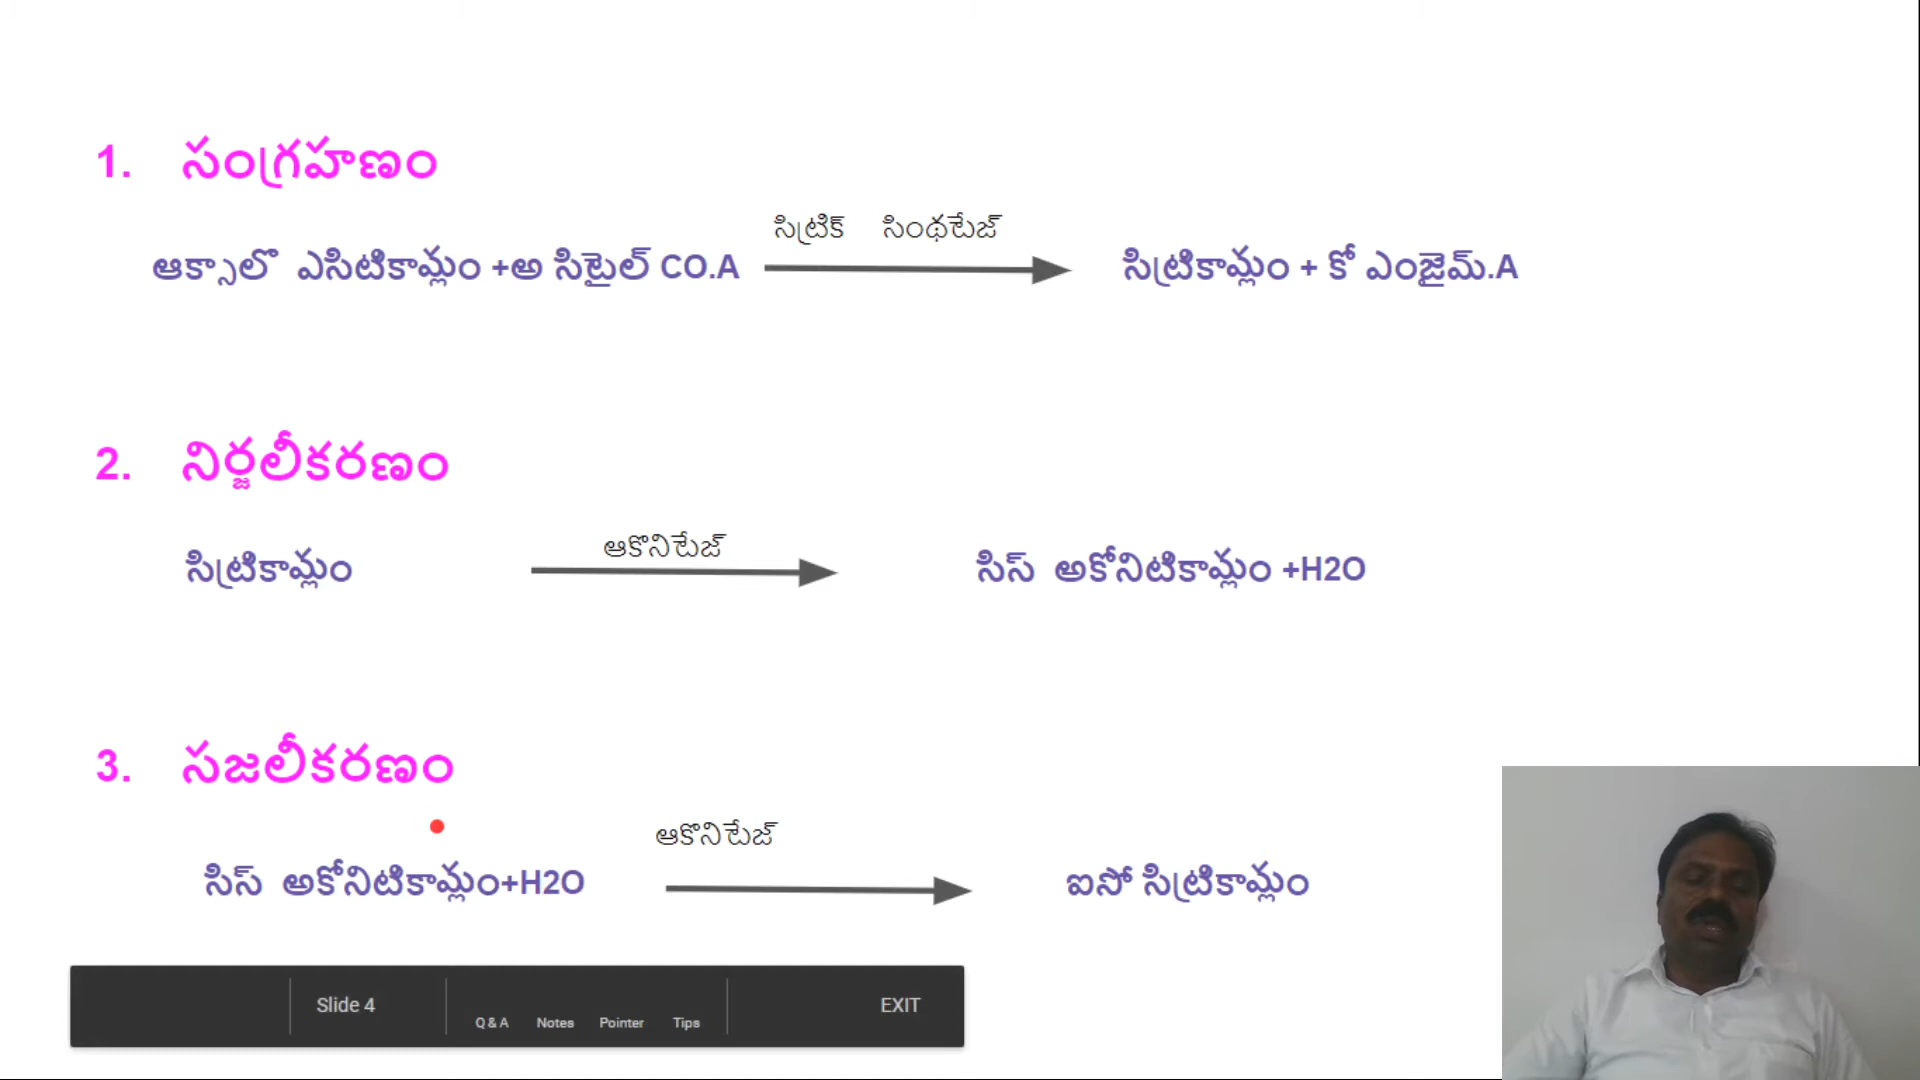 1. సంగ్రహణం
సిట్రిక్ సింథటేజ్
ఆక్సాలొ ఎసిటికామ్లం +అ సిటైల్ CO.A సిట్రికామ్లం + కో ఎంజైమ్.A
2. నిర్జలీకరణం
ఆకొనిటేజ్
సిట్రికామ్లం సిస్ అకోనిటికామ్లం +H2O
3. సజలీకరణం
ఆకొనిటేజ్
సిస్ అకోనిటికామ్లం+H2O ఐసో సిట్రికామ్లం
Slide 4 EXIT
Q & A Notes Pointer Tips